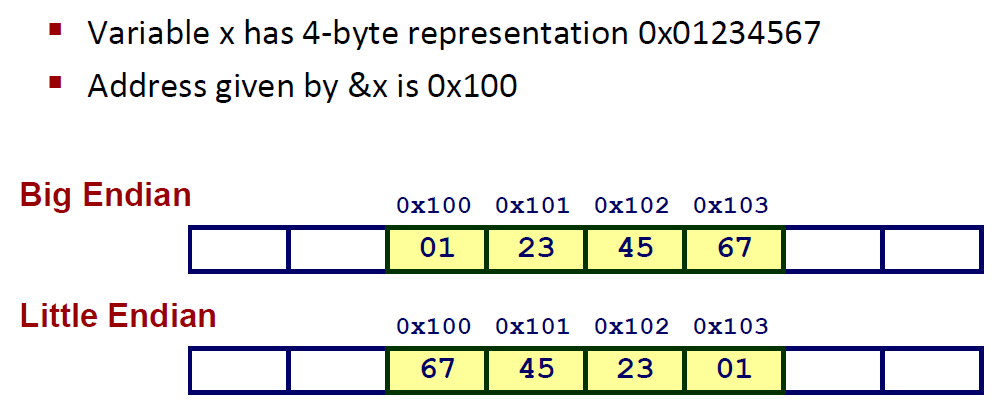 ▪ Variable x has 4-byte representation 0x01234567
▪ Address given by &x is 0x100
Big Endian
0x100 0x101 0x102 0x103
01 23 45 67
Little Endian
0x100 0x101 0x102 0x103
67 45 23 01